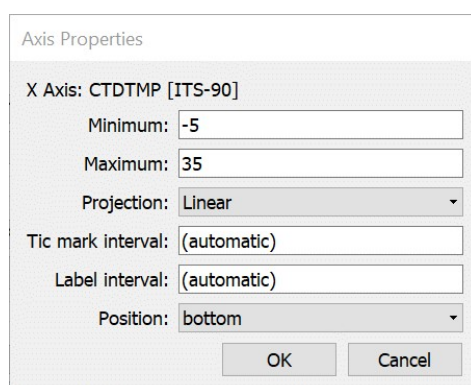 Axis Properties
X Axis: CTDTMP [ITS-90]
Minimum: -5
Maximum: 35
Projection: Linear
Tic mark interval: (automatic)
Label interval: (automatic)
Position: bottom
OK Cancel